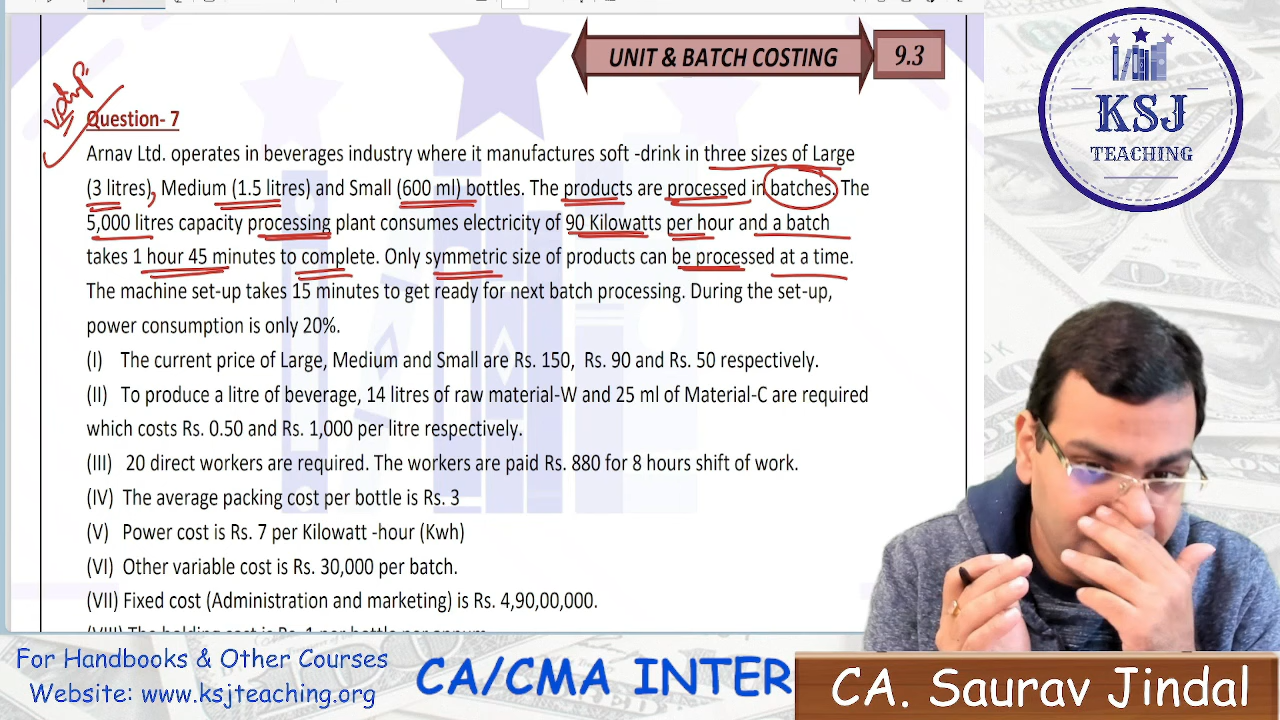 UNIT & BATCH COSTING
9.3
KSJ
TEACHING
Question- 7
Arnav Ltd. operates in beverages industry where it manufactures soft -drink in three sizes of Large
(3 litres), Medium (1.5 litres) and Small (600 ml) bottles. The products are processed in batches. The
5,000 litres capacity processing plant consumes electricity of 90 Kilowatts per hour and a batch
takes 1 hour 45 minutes to complete. Only symmetric size of products can be processed at a time.
The machine set-up takes 15 minutes to get ready for next batch processing. During the set-up,
power consumption is only 20%.
(I) The current price of Large, Medium and Small are Rs. 150, Rs. 90 and Rs. 50 respectively.
(II) To produce a litre of beverage, 14 litres of raw material-W and 25 ml of Material-C are required
which costs Rs. 0.50 and Rs. 1,000 per litre respectively.
(III) 20 direct workers are required. The workers are paid Rs. 880 for 8 hours shift of work.
(IV) The average packing cost per bottle is Rs. 3
(V) Power cost is Rs. 7 per Kilowatt -hour (Kwh)
(VI) Other variable cost is Rs. 30,000 per batch.
(VII) Fixed cost (Administration and marketing) is Rs. 4,90,00,000.
(VIII) The holding cost is Rs. 1 per bottle per annum
For Handbooks & Other Courses
Website: www.ksjteaching.org
CA/CMA INTER
CA. Saurav Jindal